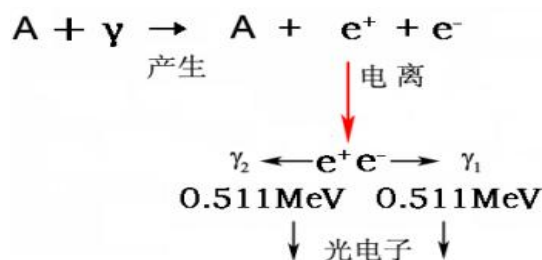 A + γ → A + e⁺ + e⁻
产生
电离
γ₂ ← e⁺ e⁻ → γ₁
0.511MeV 0.511MeV
↓ 光电子 ↓